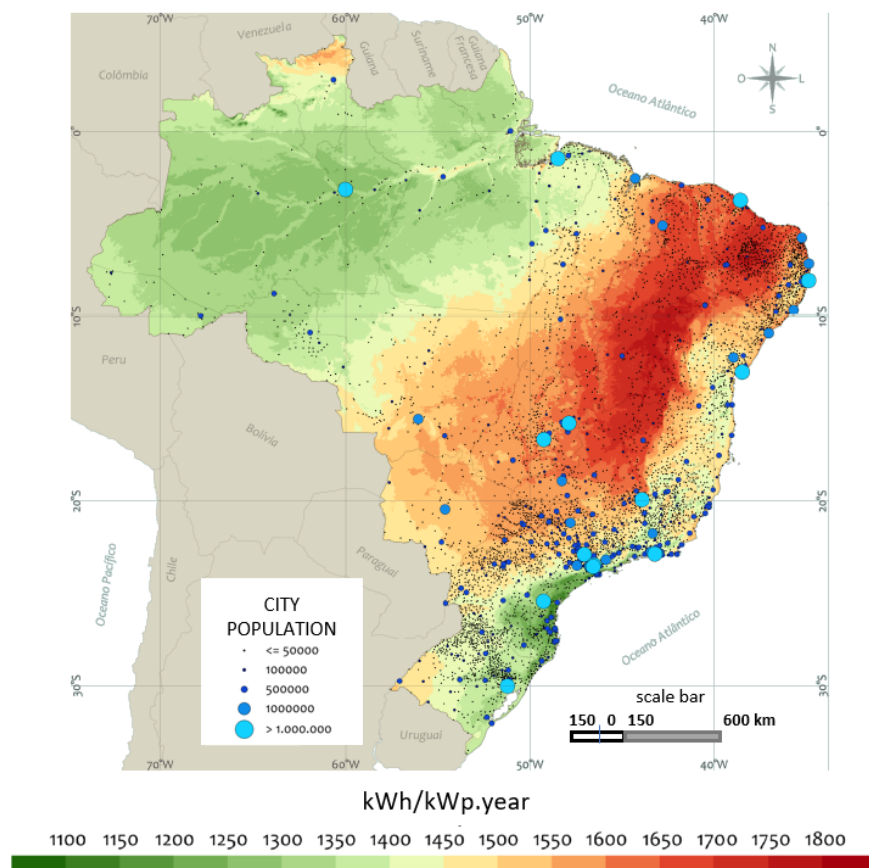 70°W
60°W
50°W
40°W
Venezuela
Colômbia
Guiana
Suriname
Guiana
Francesa
Oceano Atlântico
N
O
L
S
0°
0°
10°S
10°S
Peru
Bolívia
20°S
20°S
Oceano Pacífico
Chile
Paraguai
CITY
POPULATION
<= 50000
100000
500000
1000000
> 1.000.000
Oceano Atlântico
30°S
30°S
scale bar
150 0 150 600 km
Uruguai
70°W
60°W
50°W
40°W
kWh/kWp.year
1100 1150 1200 1250 1300 1350 1400 1450 1500 1550 1600 1650 1700 1750 1800